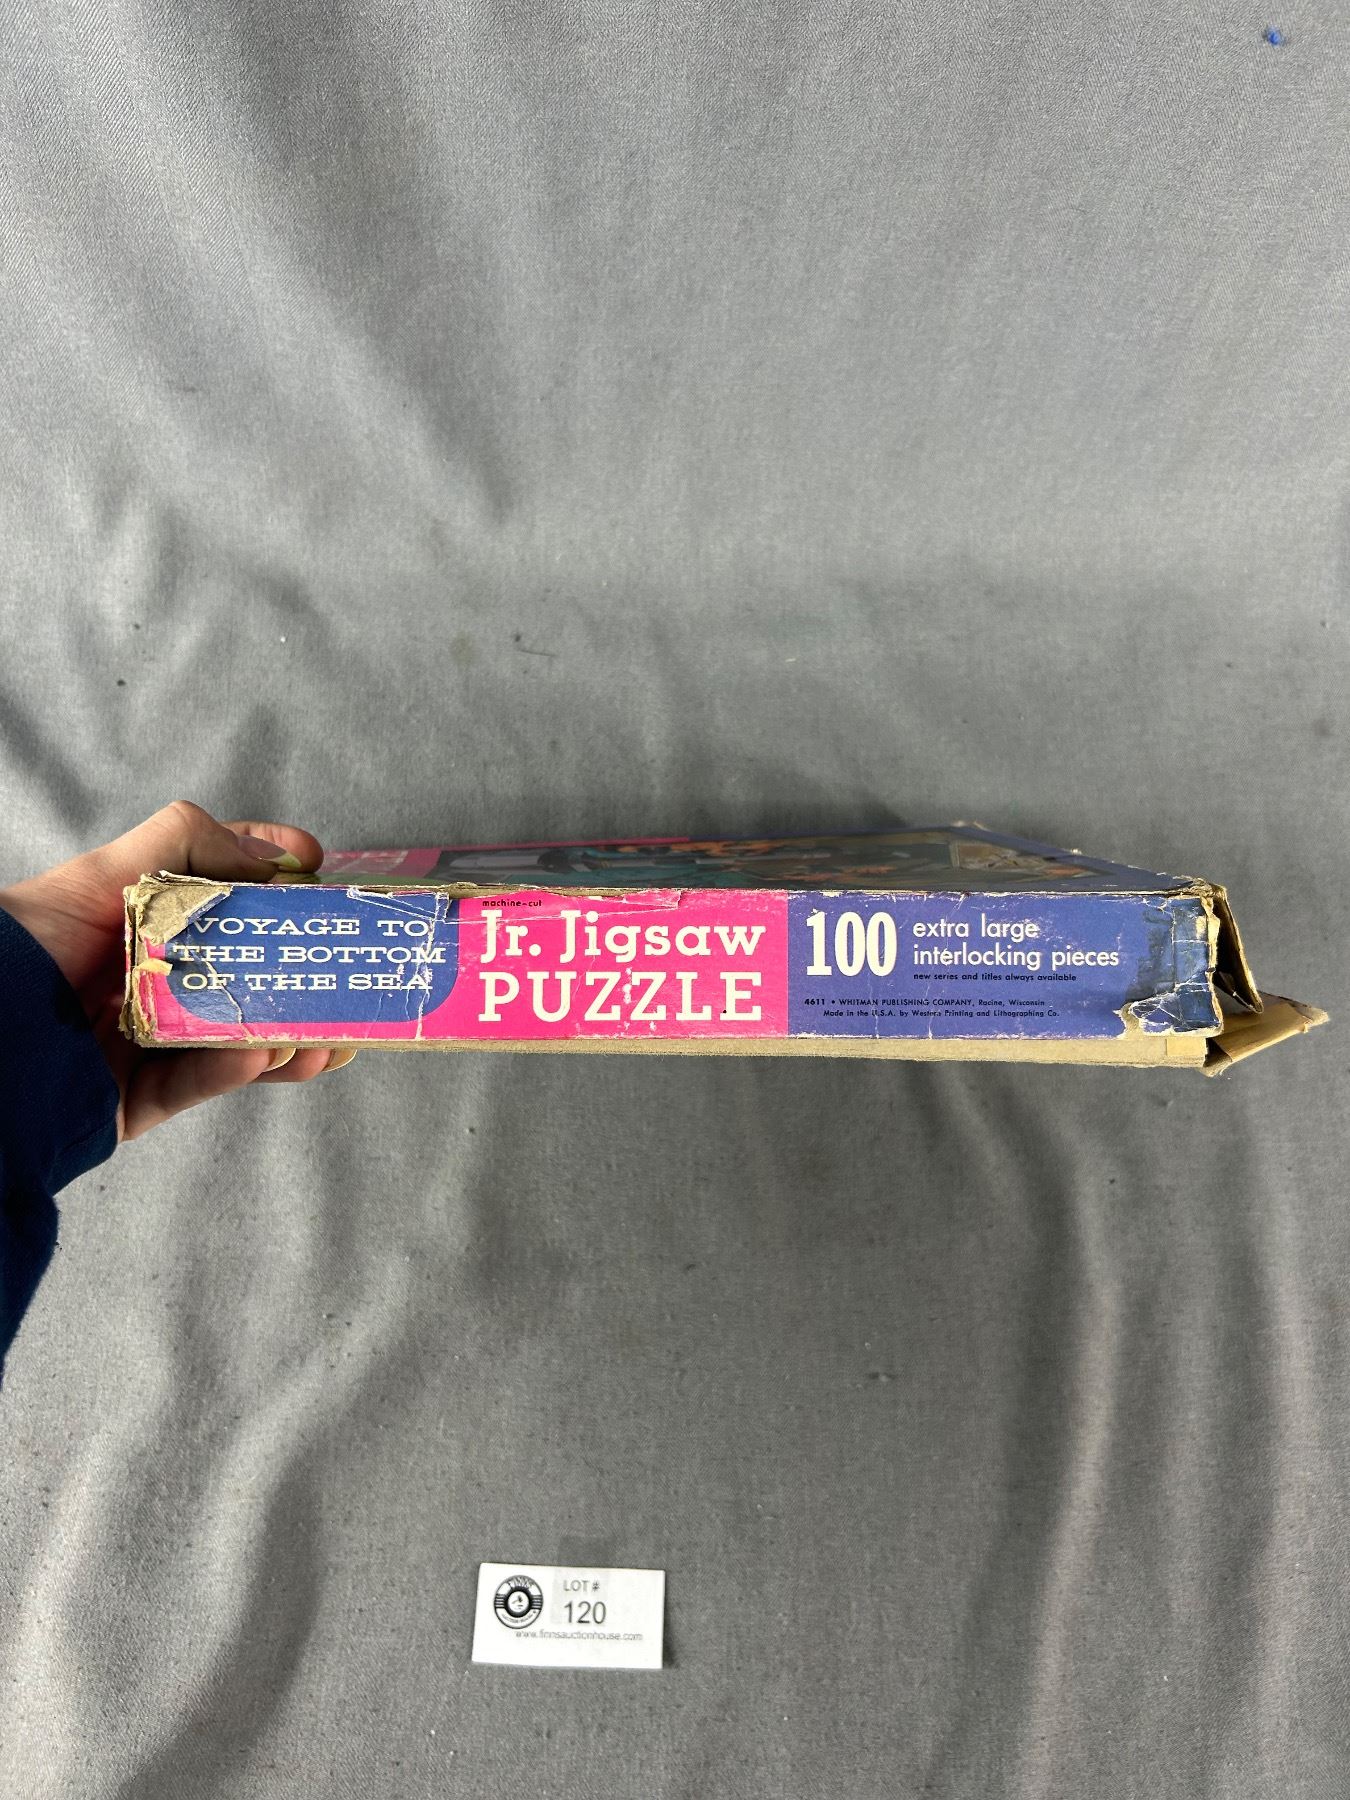 VOYAGE TO
THE BOTTOM
OF THE SEA
machine-cut
Jr. Jigsaw
PUZZLE
100
extra large
interlocking pieces
new series and titles always available
4611 • WHITMAN PUBLISHING COMPANY, Racine, Wisconsin
Made in the U.S.A. by Western Printing and Lithographing Co.
LOT #
120
www.finnsauctionhouse.com